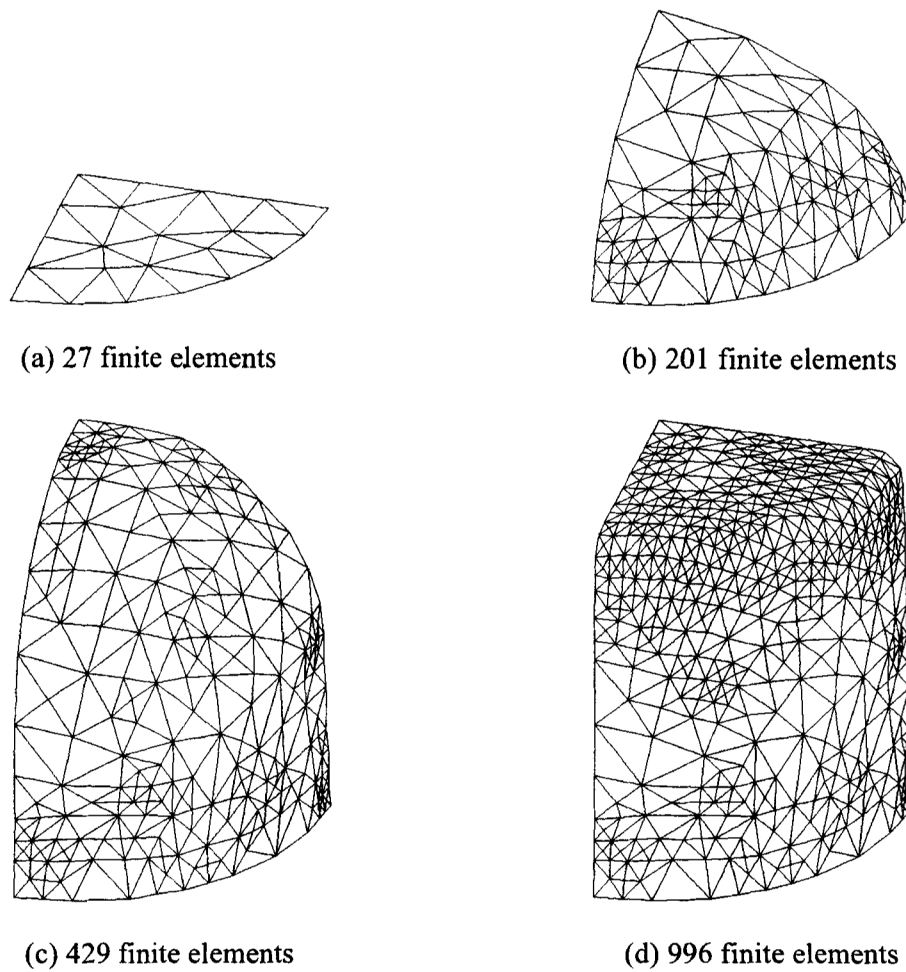 (a) 27 finite elements
(b) 201 finite elements
(c) 429 finite elements
(d) 996 finite elements